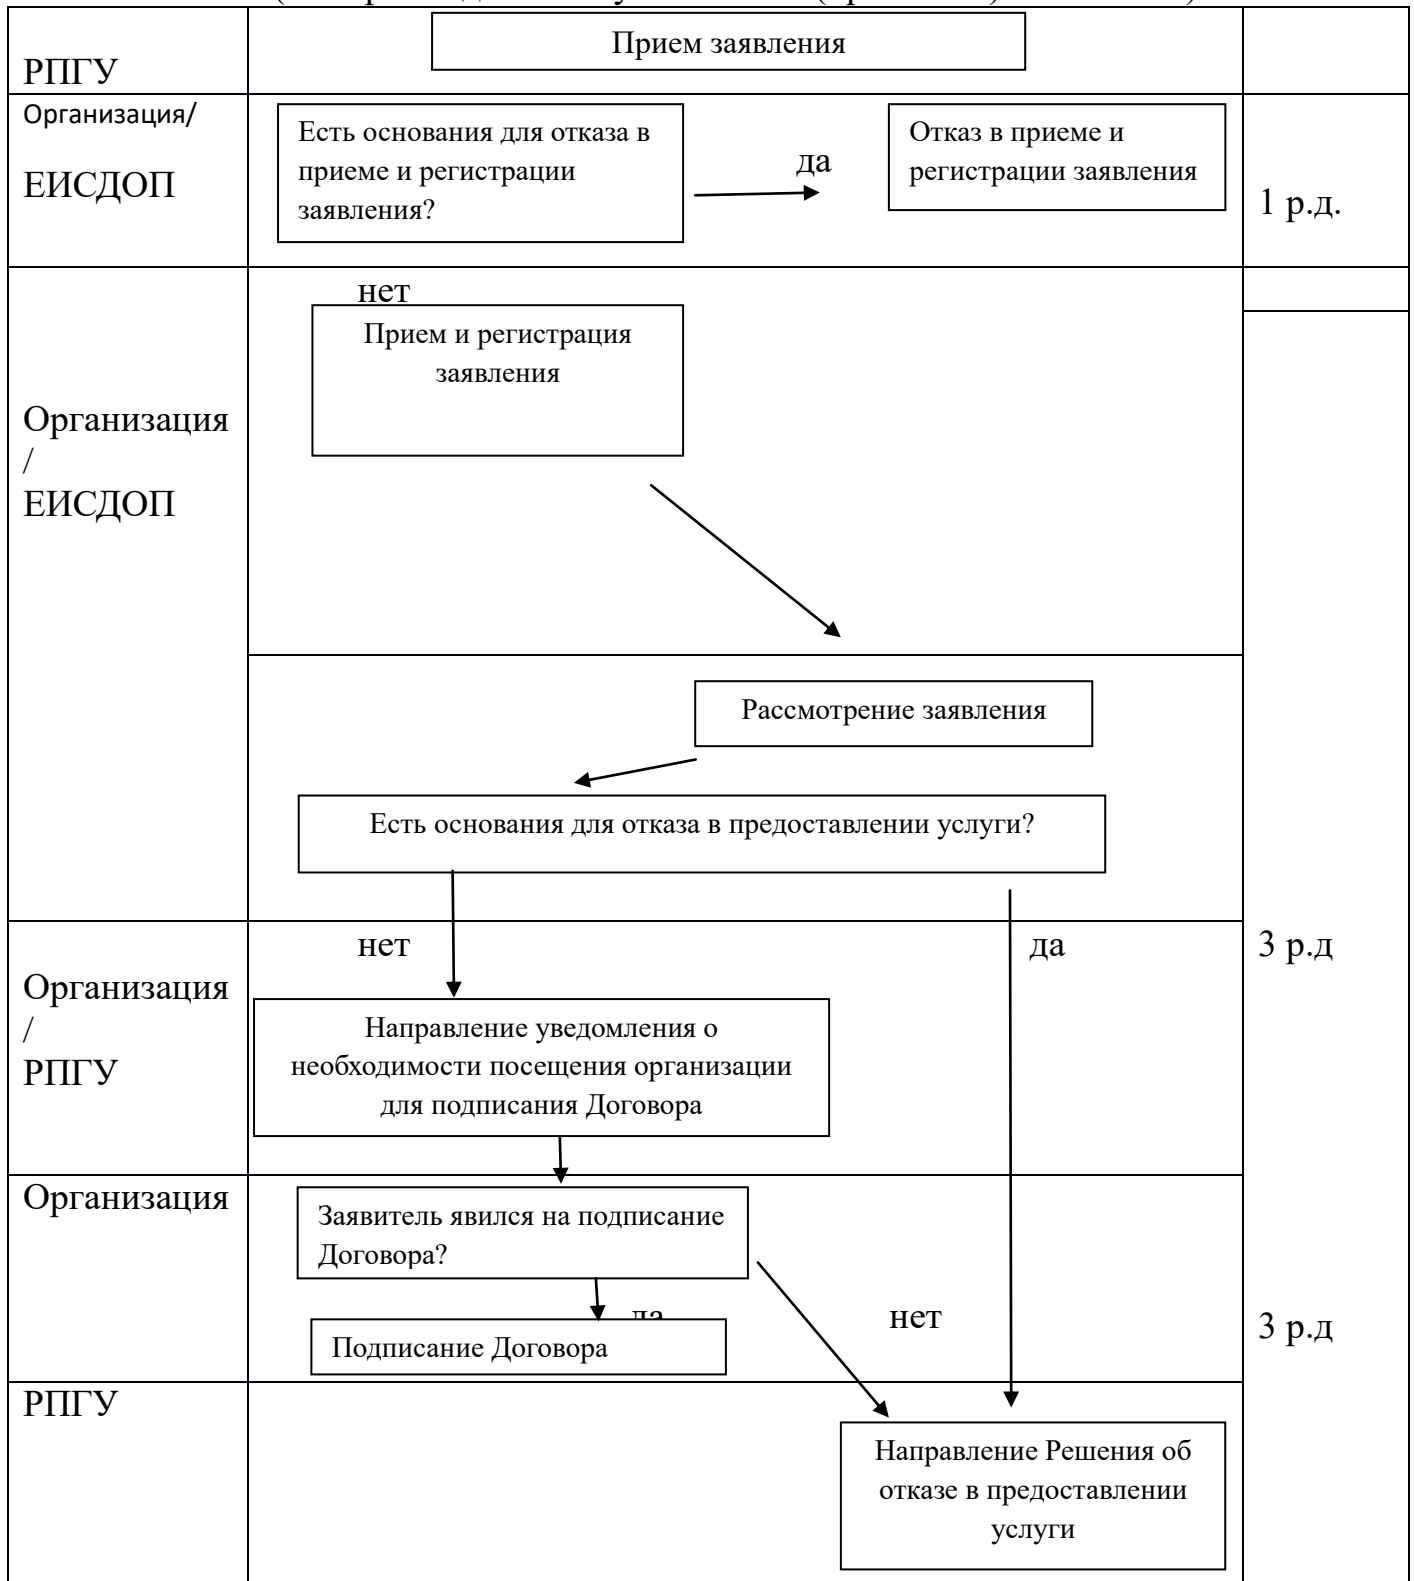 Прием заявления
РПГУ
Организация/
ЕИСДОП
Есть основания для отказа в
приеме и регистрации
заявления?
да
Отказ в приеме и
регистрации заявления
1 р.д.
нет
Прием и регистрация
заявления
Организация
/
ЕИСДОП
Рассмотрение заявления
Есть основания для отказа в предоставлении услуги?
нет
да
3 р.д
Организация
/
РПГУ
Направление уведомления о
необходимости посещения организации
для подписания Договора
Организация
Заявитель явился на подписание
Договора?
да
нет
3 р.д
Подписание Договора
РПГУ
Направление Решения об
отказе в предоставлении
услуги